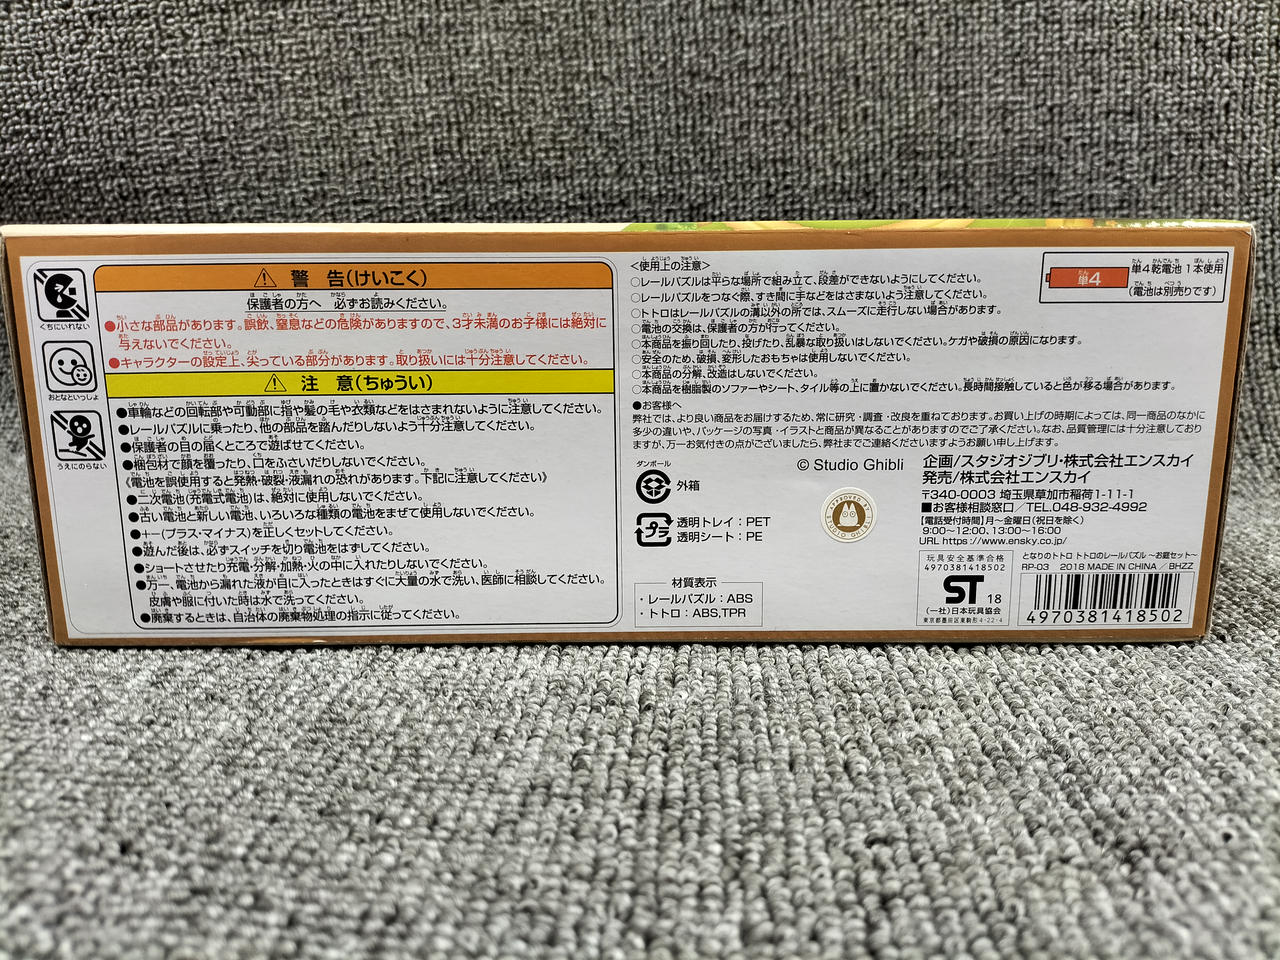 くちにいれない
おとなといっしょ
うえにのらない
警 告(けいこく)
保護者の方へ 必ずお読みください。
●小さな部品があります。誤飲、窒息などの危険がありますので、3才未満のお子様には絶対に
与えないでください。
●キャラクターの設定上、尖っている部分があります。取り扱いには十分注意してください。
注 意(ちゅうい)
●車輪などの回転部や可動部に指や髪の毛や衣類などをはさまれないように注意してください。
●レールパズルに乗ったり、他の部品を踏んだりしないよう十分注意してください。
●保護者の目の届くところで遊ばせてください。
●梱包材で顔を覆ったり、口をふさいだりしないでください。
《電池を誤使用すると発熱・破裂・液漏れの恐れがあります。下記に注意してください》
●二次電池(充電式電池)は、絶対に使用しないでください。
●古い電池と新しい電池、いろいろな種類の電池をまぜて使用しないでください。
●+-(プラス・マイナス)を正しくセットしてください。
●遊んだ後は、必ずスイッチを切り電池をはずしてください。
●ショートさせたり充電・分解・加熱・火の中に入れたりしないでください。
●万一、電池から漏れた液が目に入ったときはすぐに大量の水で洗い、医師に相談してください。
皮膚や服に付いた時は水で洗ってください。
●廃棄するときは、自治体の廃棄物処理の指示に従ってください。
<使用上の注意>
○レールパズルは平らな場所で組み立て、段差ができないようにしてください。
○レールパズルをつなぐ際、すき間に手などをはさまないよう注意してください。
○トトロはレールパズルの溝以外の所では、スムーズに走行しない場合があります。
○電池の交換は、保護者の方が行ってください。
○本商品を振り回したり、投げたり、乱暴な取り扱いはしないでください。ケガや破損の原因になります。
○安全のため、破損、変形したおもちゃは使用しないでください。
○本商品の分解、改造はしないでください。
○本商品を樹脂製のソファーやシート、タイル等の上に置かないでください。長時間接触していると色が移る場合があります。
●お客様へ
弊社では、より良い商品をお届けするため、常に研究・調査・改良を重ねております。お買い上げの時期によっては、同一商品のなかに
多少の違いや、パッケージの写真・イラストと商品が異なることがありますのでご了承ください。なお、品質管理には十分注意しており
ますが、万一お気付きの点がございましたら、弊社までご連絡くださいますようお願い申し上げます。
単4
単4乾電池 1本使用
(電池は別売りです)
ダンボール
外箱
プラ
透明トレイ:PET
透明シート:PE
材質表示
・レールパズル:ABS
・トトロ:ABS,TPR
© Studio Ghibli
企画/スタジオジブリ・株式会社エンスカイ
発売/株式会社エンスカイ
〒340-0003 埼玉県草加市稲荷1-11-1
■お客様相談窓口/TEL.048-932-4992
【電話受付時間】月~金曜日(祝日を除く)
9:00~12:00、13:00~16:00
URL https://www.ensky.co.jp/
玩具安全基準合格
4970381418502
ST 18
(一社)日本玩具協会
東京都墨田区東駒形4-22-4
となりのトトロ トトロのレールパズル ~お庭セット~
RP-03 2018 MADE IN CHINA / BHZZ
4970381418502